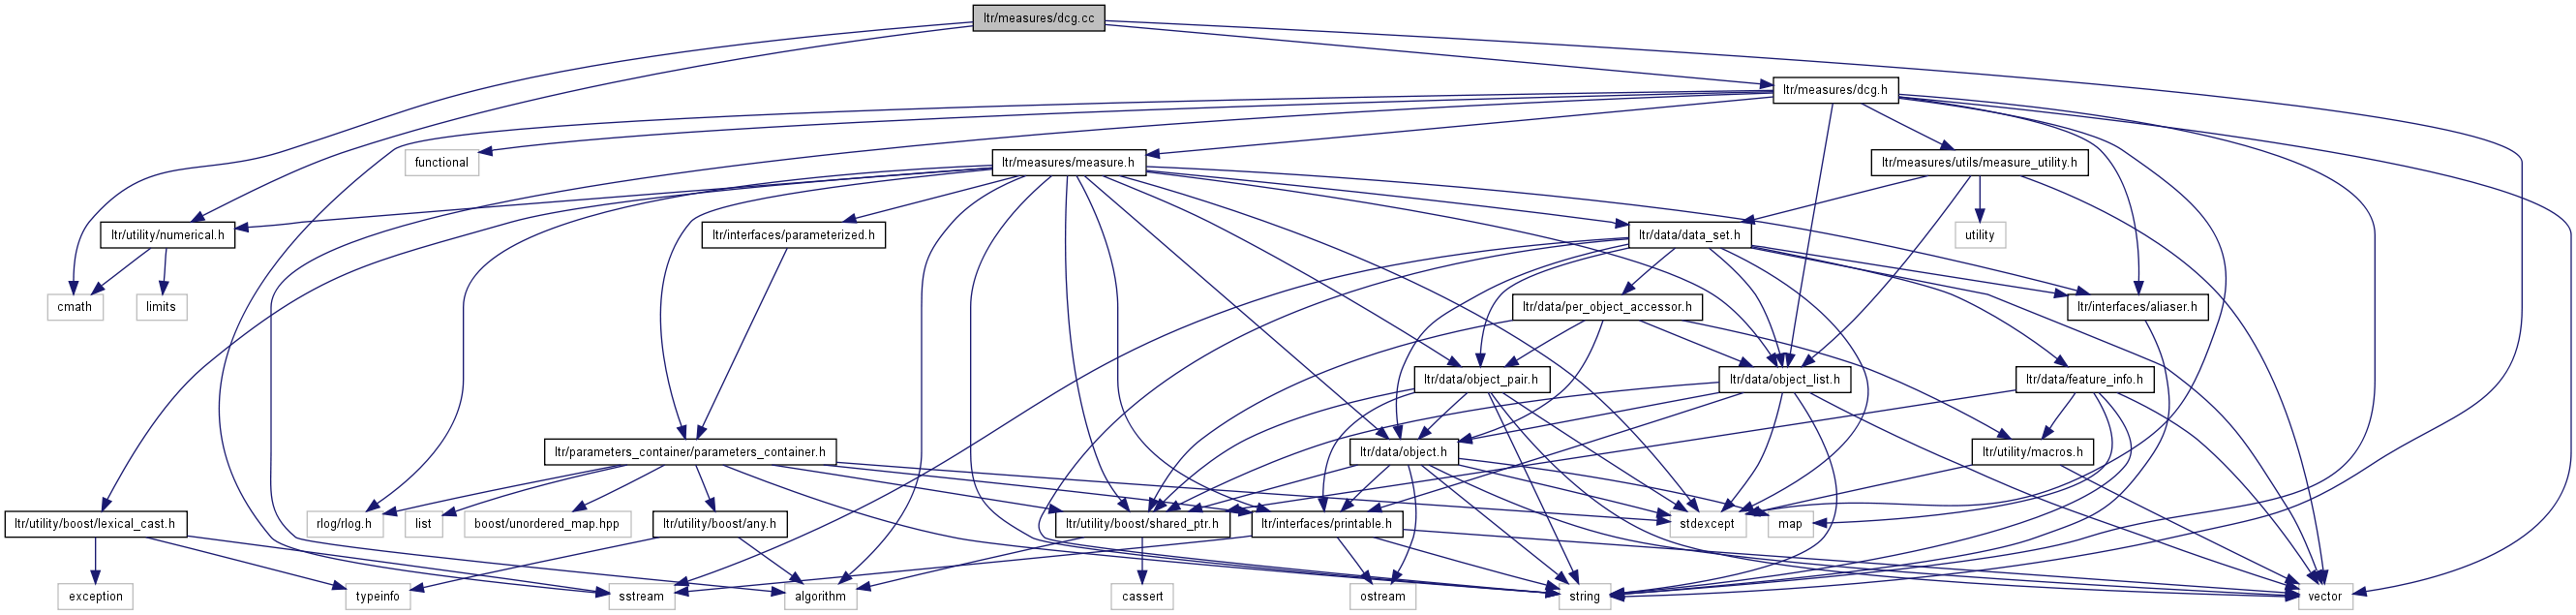 ltr/measures/dcg.cc
ltr/measures/dcg.h
functional
ltr/measures/measure.h
ltr/measures/utils/measure_utility.h
ltr/utility/numerical.h
ltr/interfaces/parameterized.h
ltr/data/data_set.h
utility
cmath
limits
ltr/data/per_object_accessor.h
ltr/interfaces/aliaser.h
ltr/data/object_pair.h
ltr/data/object_list.h
ltr/data/feature_info.h
ltr/parameters_container/parameters_container.h
ltr/data/object.h
ltr/utility/macros.h
ltr/utility/boost/lexical_cast.h
rlog/rlog.h
list
boost/unordered_map.hpp
ltr/utility/boost/any.h
ltr/utility/boost/shared_ptr.h
ltr/interfaces/printable.h
stdexcept
map
exception
typeinfo
sstream
algorithm
cassert
ostream
string
vector